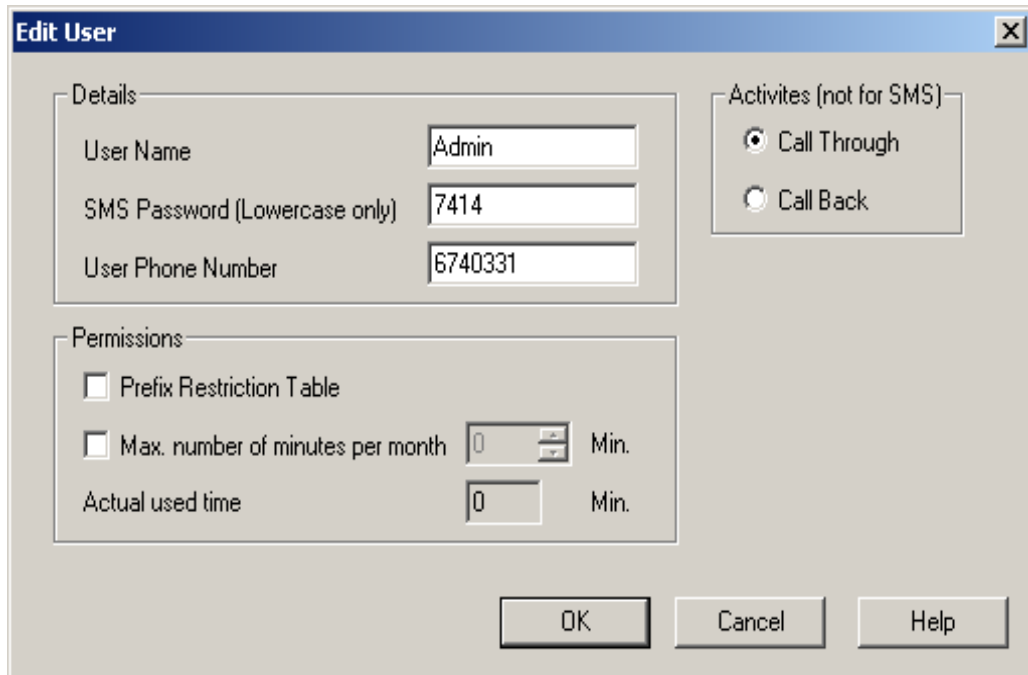 Edit User
Details
User Name Admin
SMS Password (Lowercase only) 7414
User Phone Number 6740331
Activites (not for SMS)
Call Through
Call Back
Permissions
Prefix Restriction Table
Max. number of minutes per month 0 Min.
Actual used time 0 Min.
OK Cancel Help